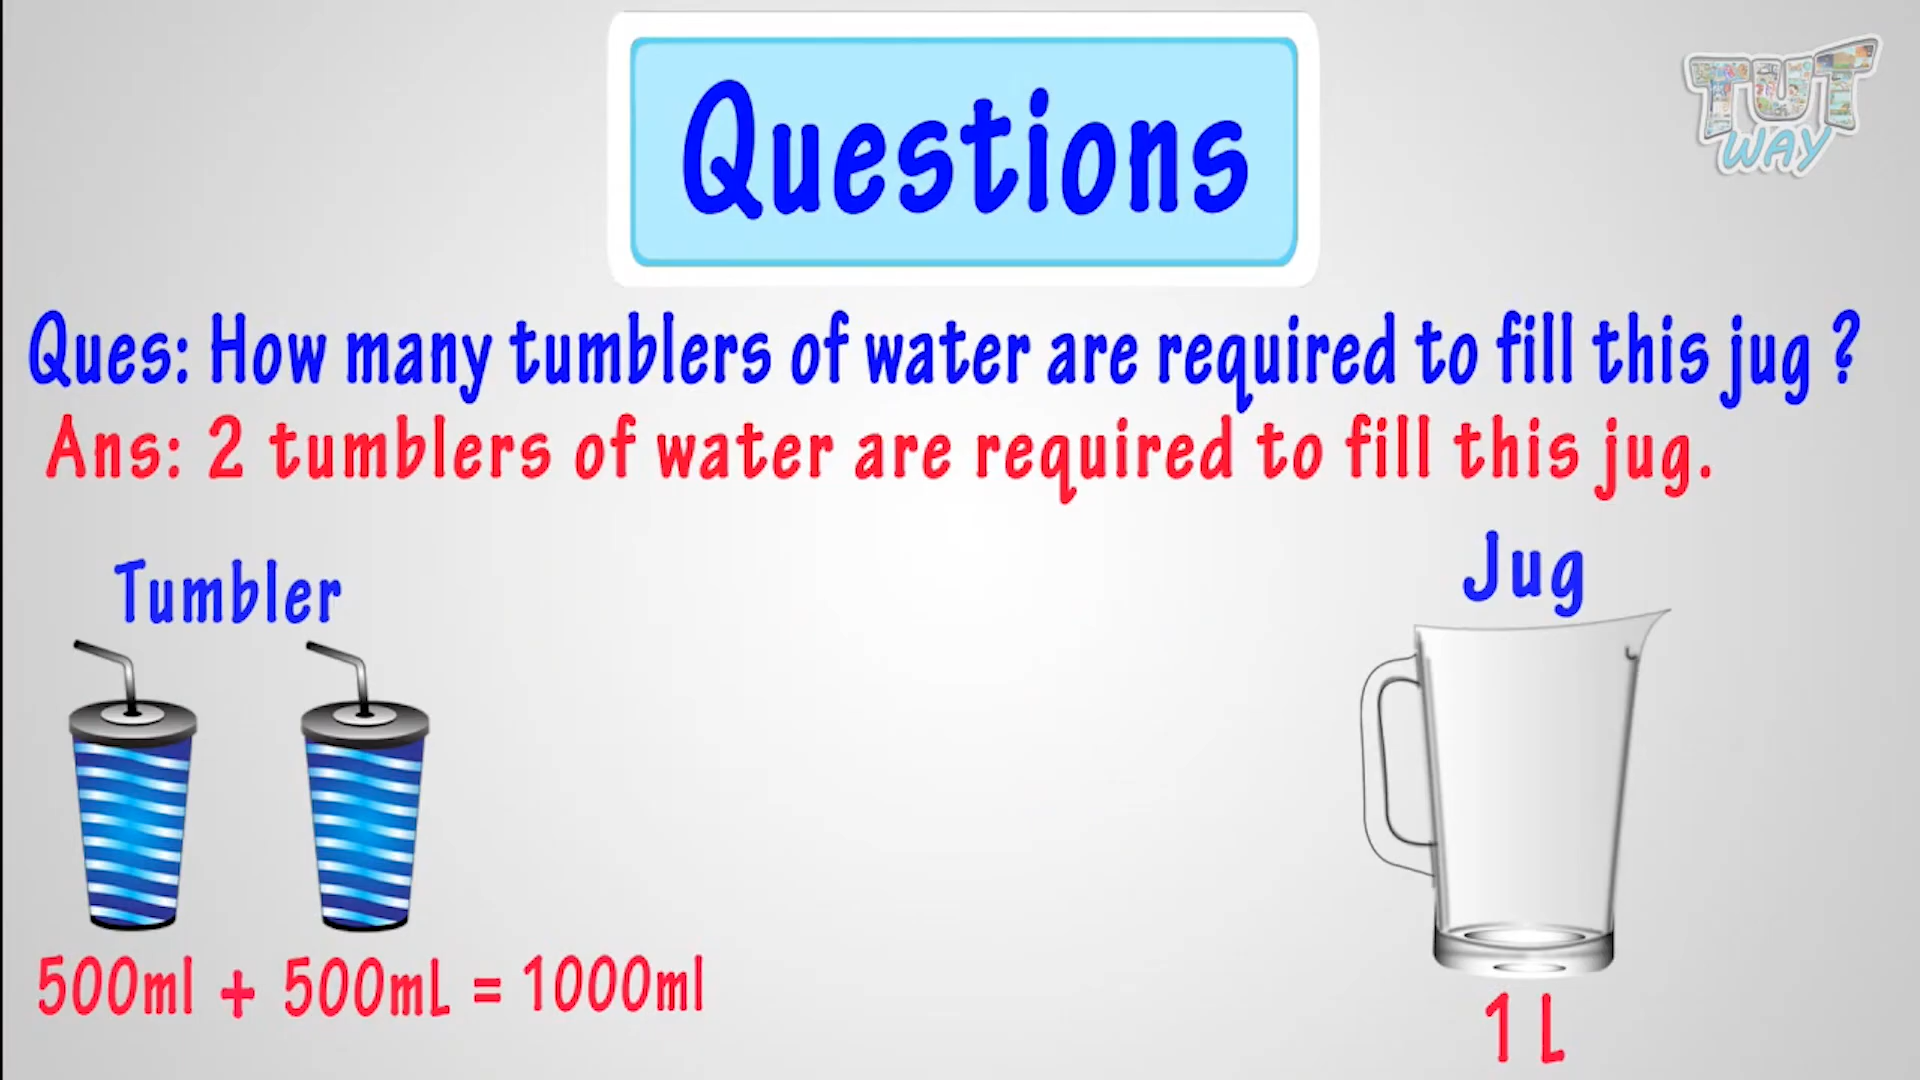 TUT
WAY
Questions
Ques: How many tumblers of water are required to fill this jug ?
Ans: 2 tumblers of water are required to fill this jug.
Tumbler
Jug
500ml + 500mL = 1000ml
1 L